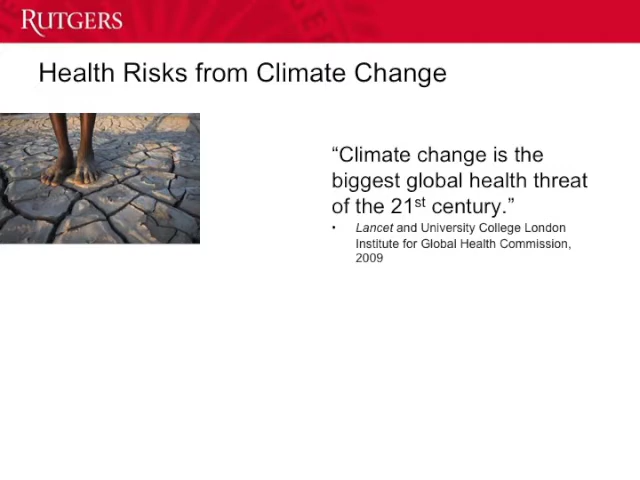 RUTGERS
Health Risks from Climate Change
“Climate change is the
biggest global health threat
of the 21st century.”
• Lancet and University College London
Institute for Global Health Commission,
2009